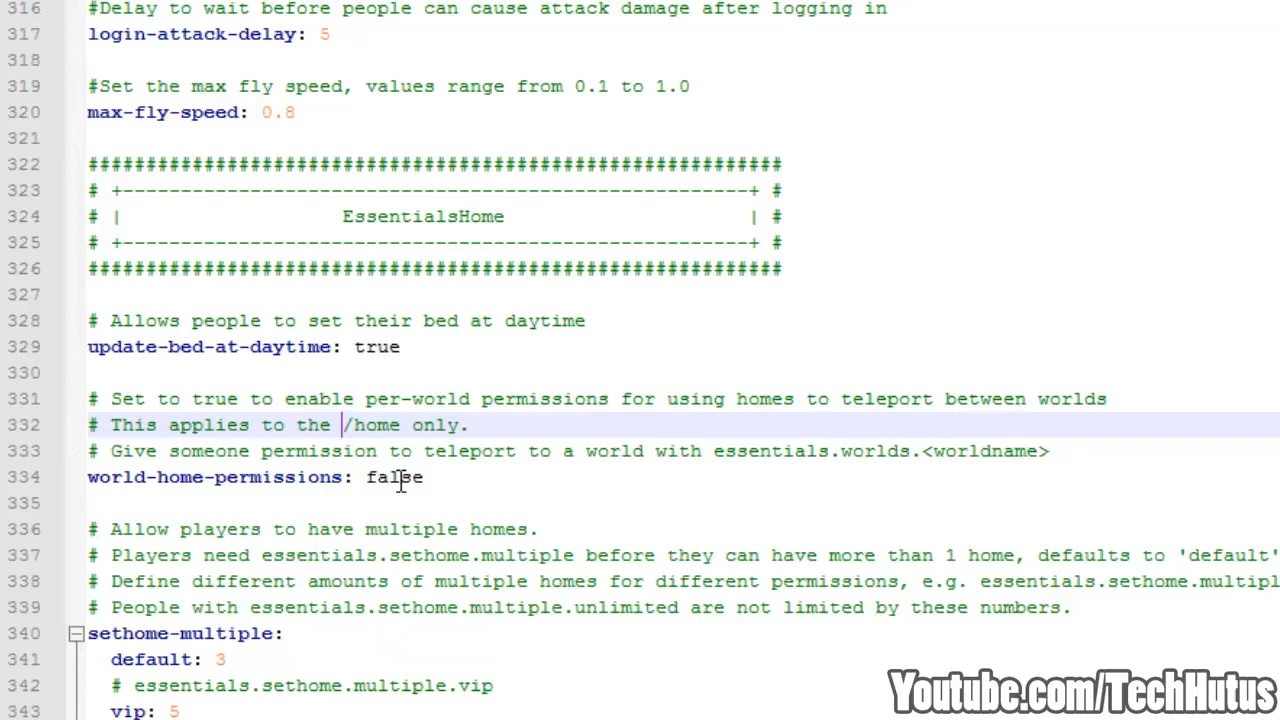 316 #Delay to wait before people can cause attack damage after logging in
317 login-attack-delay: 5
318
319 #Set the max fly speed, values range from 0.1 to 1.0
320 max-fly-speed: 0.8
321
322 ############################################################
323 # +------------------------------------------------------+ #
324 # | EssentialsHome | #
325 # +------------------------------------------------------+ #
326 ############################################################
327
328 # Allows people to set their bed at daytime
329 update-bed-at-daytime: true
330
331 # Set to true to enable per-world permissions for using homes to teleport between worlds
332 # This applies to the /home only.
333 # Give someone permission to teleport to a world with essentials.worlds.<worldname>
334 world-home-permissions: false
335
336 # Allow players to have multiple homes.
337 # Players need essentials.sethome.multiple before they can have more than 1 home, defaults to 'default'
338 # Define different amounts of multiple homes for different permissions, e.g. essentials.sethome.multipl
339 # People with essentials.sethome.multiple.unlimited are not limited by these numbers.
340 sethome-multiple:
341 default: 3
342 # essentials.sethome.multiple.vip
343 vip: 5
Youtube.com/TechHutus